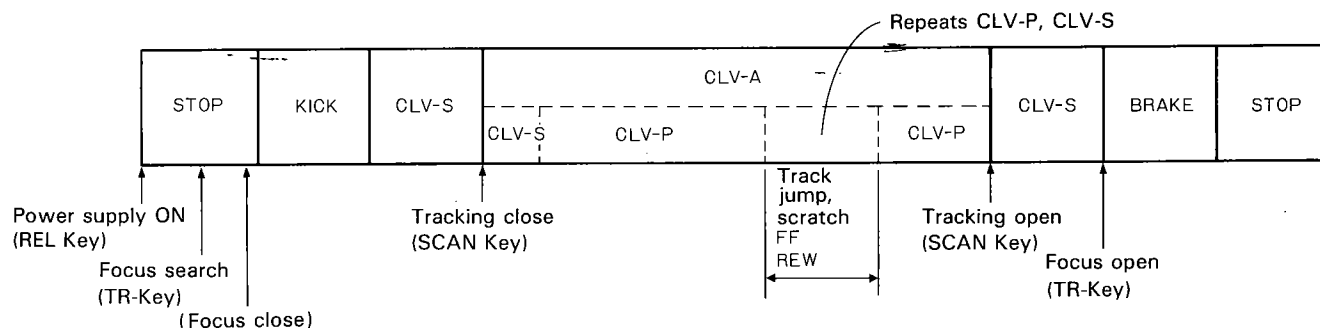 Repeats CLV-P, CLV-S
STOP
KICK
CLV-S
CLV-A
CLV-S
CLV-P
CLV-P
CLV-S
BRAKE
STOP
Power supply ON
(REL Key)
Focus search
(TR-Key)
(Focus close)
Tracking close
(SCAN Key)
Track
jump,
scratch
FF
REW
Tracking open
(SCAN Key)
Focus open
(TR-Key)